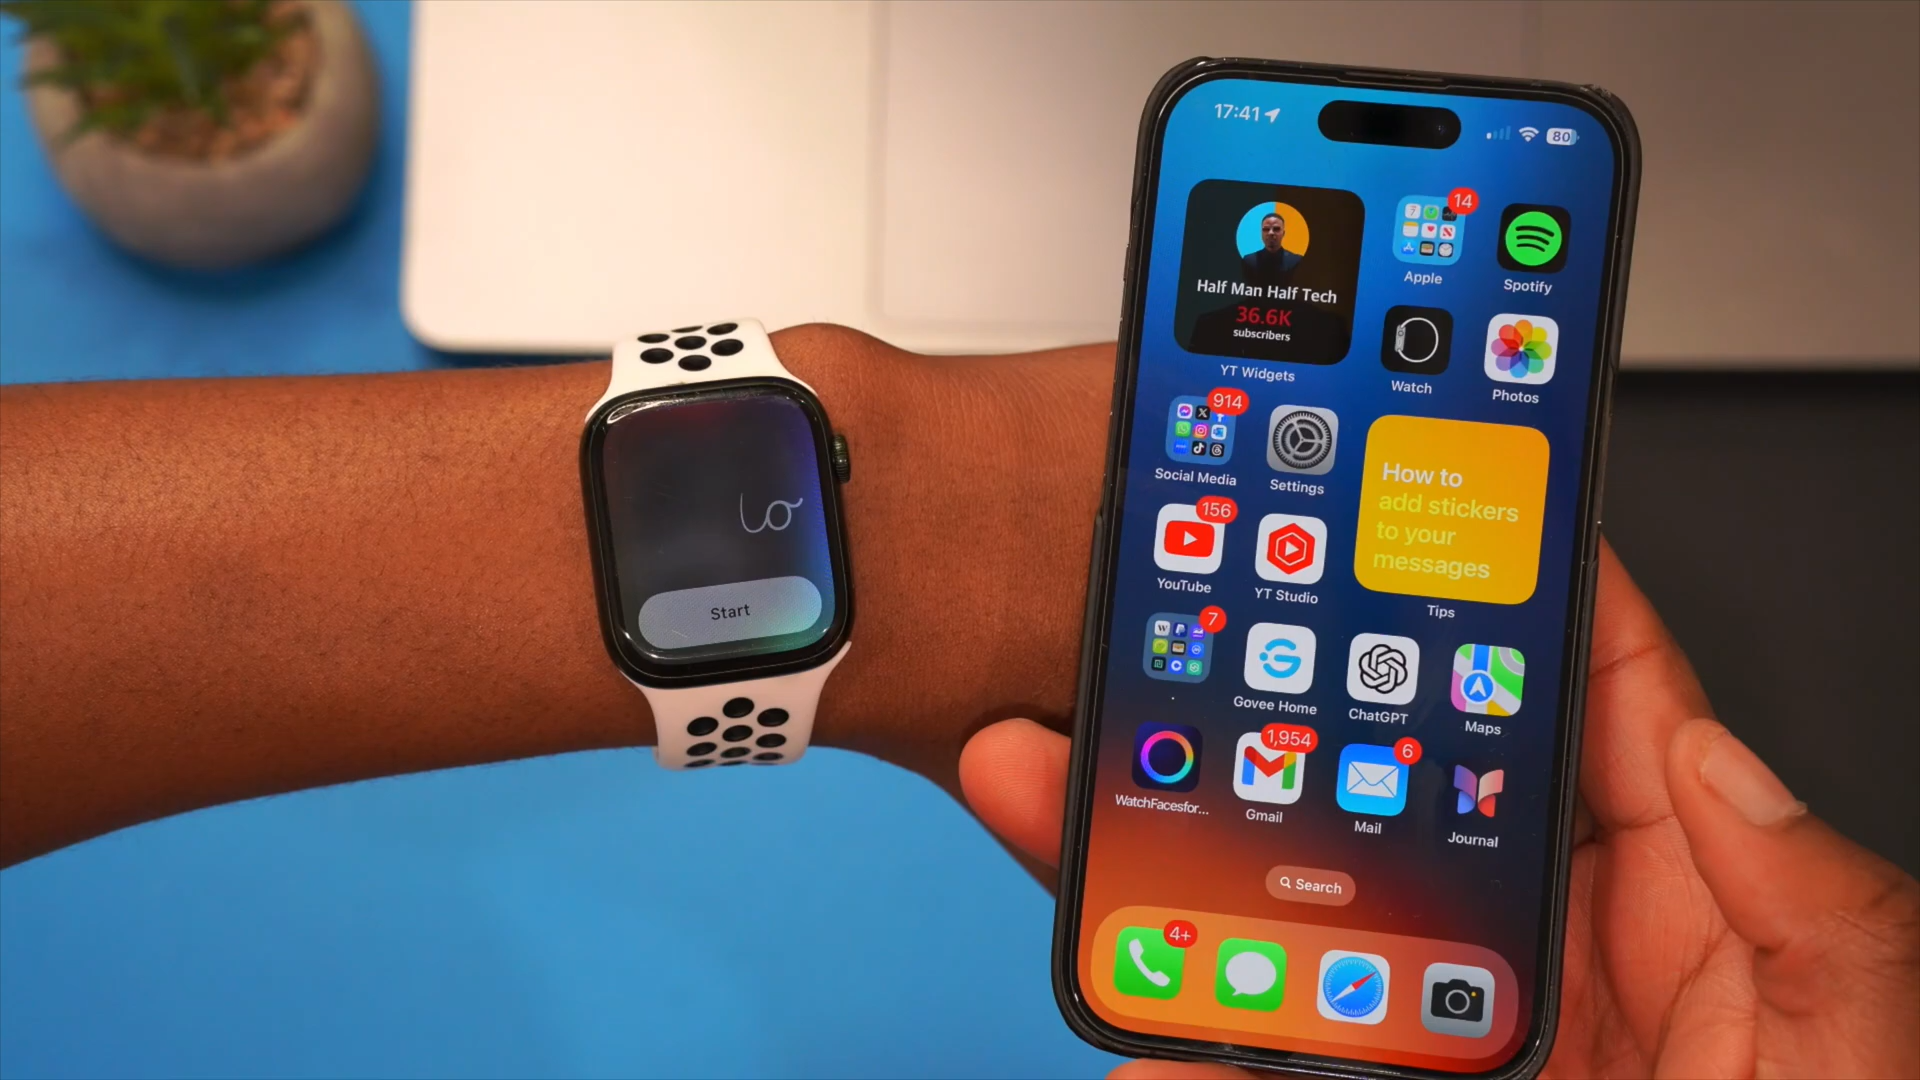 17:41
80
Half Man Half Tech
36.6K
subscribers
YT Widgets
14
Apple
Spotify
Watch
Photos
914
Social Media
Settings
How to
add stickers
to your
messages
Tips
156
YouTube
YT Studio
7
.
Govee Home
ChatGPT
Maps
WatchFacesfor...
1,954
Gmail
6
Mail
Journal
Search
4+
lo
Start